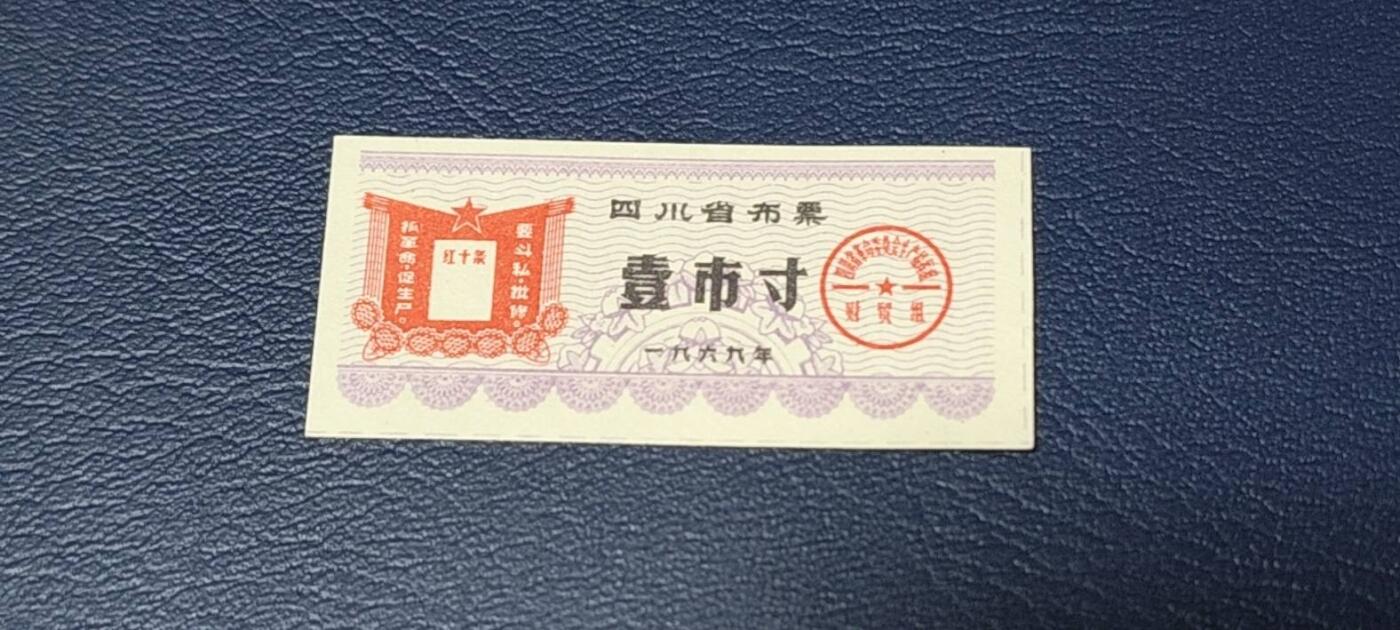 四川省布票
壹市寸
一九六九年
红十条
要斗私,批修。
抓革命,促生产。
财贸组